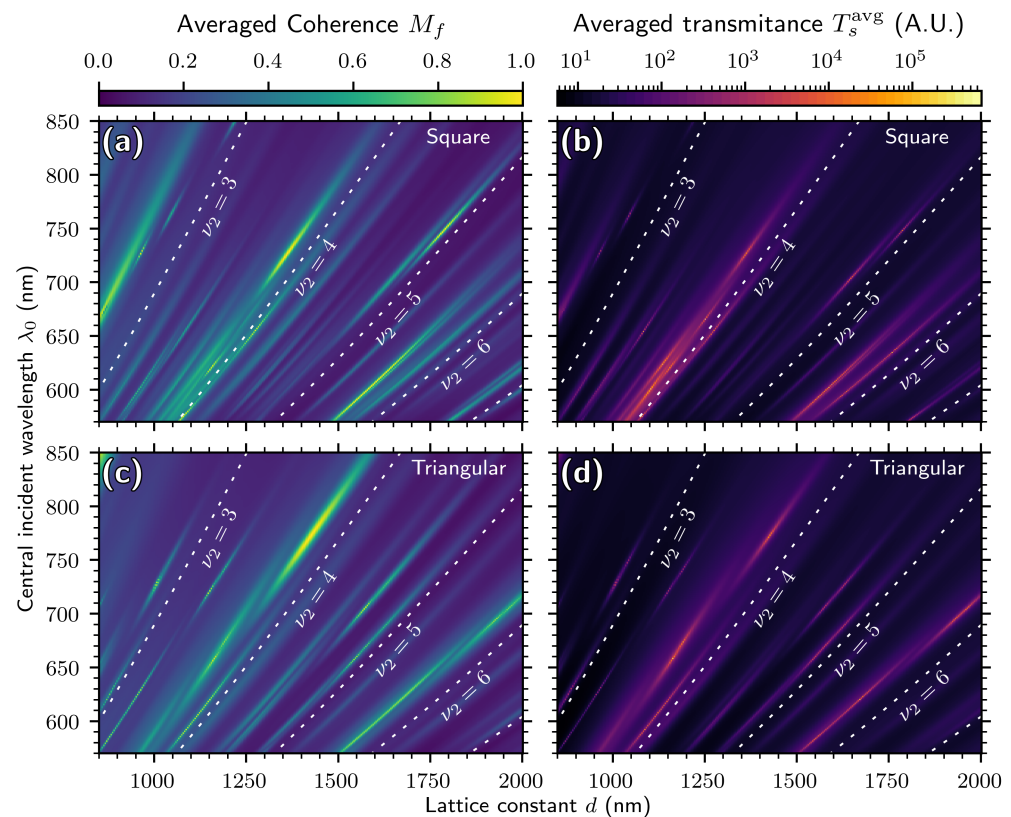 Averaged Coherence $M_f$
Averaged transmitance $T_s^{\mathrm{avg}}$ (A.U.)
0.0 0.2 0.4 0.6 0.8 1.0
$10^1$ $10^2$ $10^3$ $10^4$ $10^5$
(a) Square
$\nu_2 = 3$
$\nu_2 = 4$
$\nu_2 = 5$
$\nu_2 = 6$
850
800
750
700
650
600
(b) Square
$\nu_2 = 3$
$\nu_2 = 4$
$\nu_2 = 5$
$\nu_2 = 6$
Central incident wavelength $\lambda_0$ (nm)
(c) Triangular
$\nu_2 = 3$
$\nu_2 = 4$
$\nu_2 = 5$
$\nu_2 = 6$
850
800
750
700
650
600
1000 1250 1500 1750 2000
(d) Triangular
$\nu_2 = 3$
$\nu_2 = 4$
$\nu_2 = 5$
$\nu_2 = 6$
1000 1250 1500 1750 2000
Lattice constant $d$ (nm)